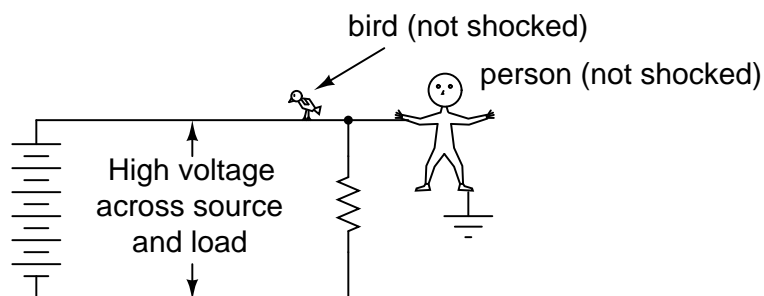 bird (not shocked)
person (not shocked)
High voltage
across source
and load